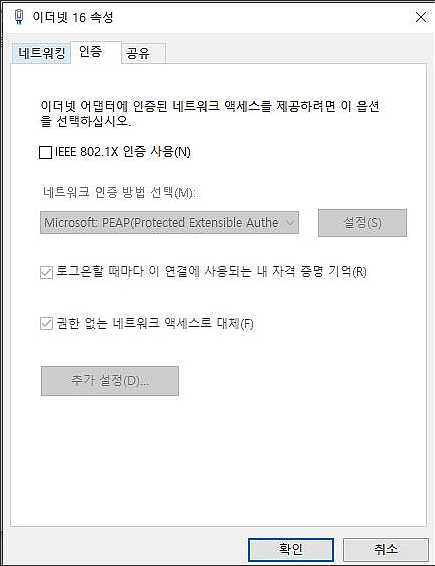 이더넷 16 속성
네트워킹 인증 공유
이더넷 어댑터에 인증된 네트워크 액세스를 제공하려면 이 옵션
을 선택하십시오.
IEEE 802.1X 인증 사용(N)
네트워크 인증 방법 선택(M):
Microsoft: PEAP(Protected Extensible Authe 설정(S)
로그온할 때마다 이 연결에 사용되는 내 자격 증명 기억(R)
권한 없는 네트워크 액세스로 대체(F)
추가 설정(D)...
확인 취소